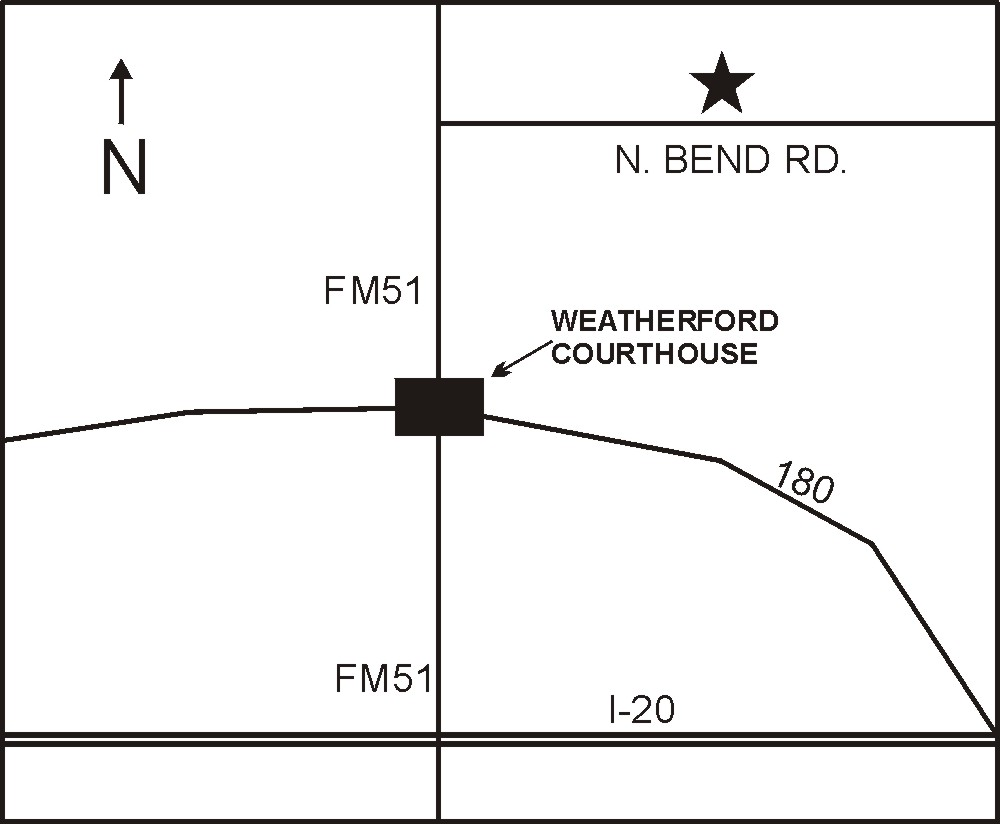 N
N. BEND RD.
FM51
WEATHERFORD
COURTHOUSE
180
FM51
I-20